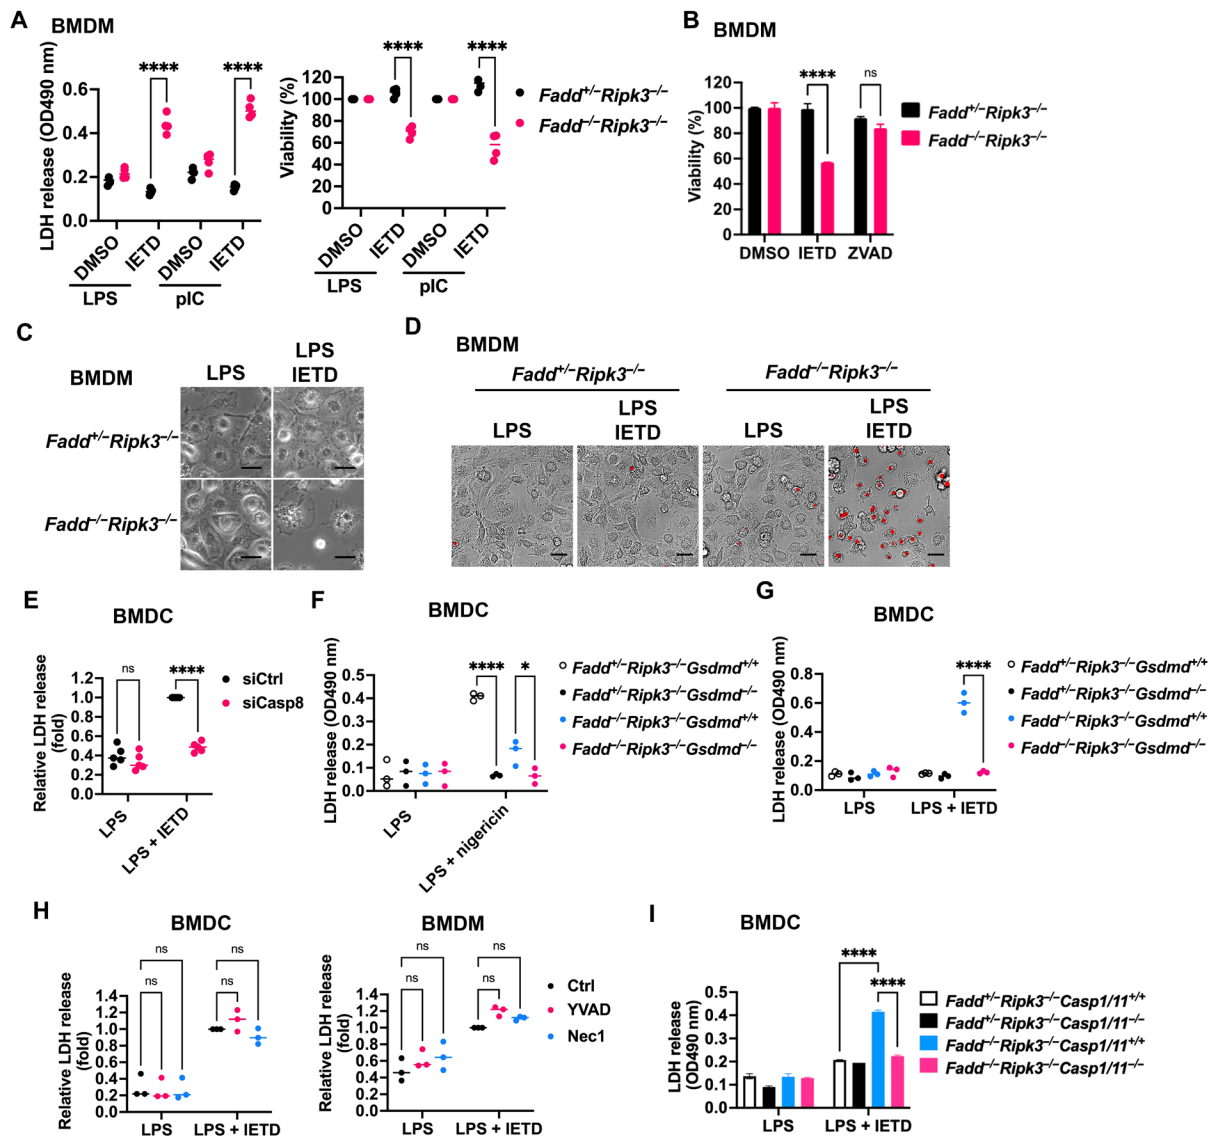 A
BMDM
LDH release (OD490 nm)
0.6
0.4
0.2
0.0
****
****
DMSO
IETD
DMSO
IETD
LPS
pIC
Viability (%)
120
100
80
60
40
20
0
****
****
DMSO
IETD
DMSO
IETD
LPS
pIC
Fadd+/–Ripk3–/–
Fadd–/–Ripk3–/–
B
BMDM
Viability (%)
120
100
80
60
40
20
0
****
ns
DMSO IETD ZVAD
Fadd+/–Ripk3–/–
Fadd–/–Ripk3–/–
C
BMDM
LPS
LPS
IETD
Fadd+/–Ripk3–/–
Fadd–/–Ripk3–/–
D
BMDM
Fadd+/–Ripk3–/–
Fadd–/–Ripk3–/–
LPS
LPS
IETD
LPS
LPS
IETD
E
BMDC
Relative LDH release
(fold)
1.2
1.0
0.8
0.6
0.4
0.2
0.0
ns
****
LPS
LPS + IETD
siCtrl
siCasp8
F
BMDC
LDH release (OD490 nm)
0.5
0.4
0.3
0.2
0.1
0.0
****
*
LPS
LPS + nigericin
Fadd+/–Ripk3–/–Gsdmd+/+
Fadd+/–Ripk3–/–Gsdmd–/–
Fadd–/–Ripk3–/–Gsdmd+/+
Fadd–/–Ripk3–/–Gsdmd–/–
G
BMDC
LDH release (OD490 nm)
0.8
0.6
0.4
0.2
0.0
****
LPS
LPS + IETD
Fadd+/–Ripk3–/–Gsdmd+/+
Fadd+/–Ripk3–/–Gsdmd–/–
Fadd–/–Ripk3–/–Gsdmd+/+
Fadd–/–Ripk3–/–Gsdmd–/–
H
BMDC
Relative LDH release
(fold)
1.4
1.2
1.0
0.8
0.6
0.4
0.2
0.0
ns
ns
ns
ns
LPS
LPS + IETD
BMDM
Relative LDH release
(fold)
1.4
1.2
1.0
0.8
0.6
0.4
0.2
0.0
ns
ns
ns
ns
LPS
LPS + IETD
Ctrl
YVAD
Nec1
I
BMDC
LDH release
(OD490 nm)
0.5
0.4
0.3
0.2
0.1
0.0
****
****
LPS
LPS + IETD
Fadd+/–Ripk3–/–Casp1/11+/+
Fadd+/–Ripk3–/–Casp1/11–/–
Fadd–/–Ripk3–/–Casp1/11+/+
Fadd–/–Ripk3–/–Casp1/11–/–